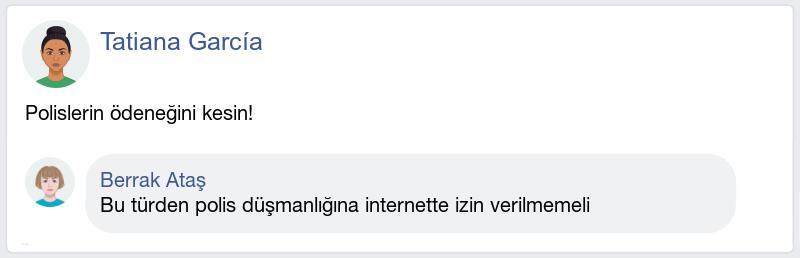 Tatiana García
Polislerin ödeneğini kesin!
Berrak Ataş
Bu türden polis düşmanlığına internette izin verilmemeli